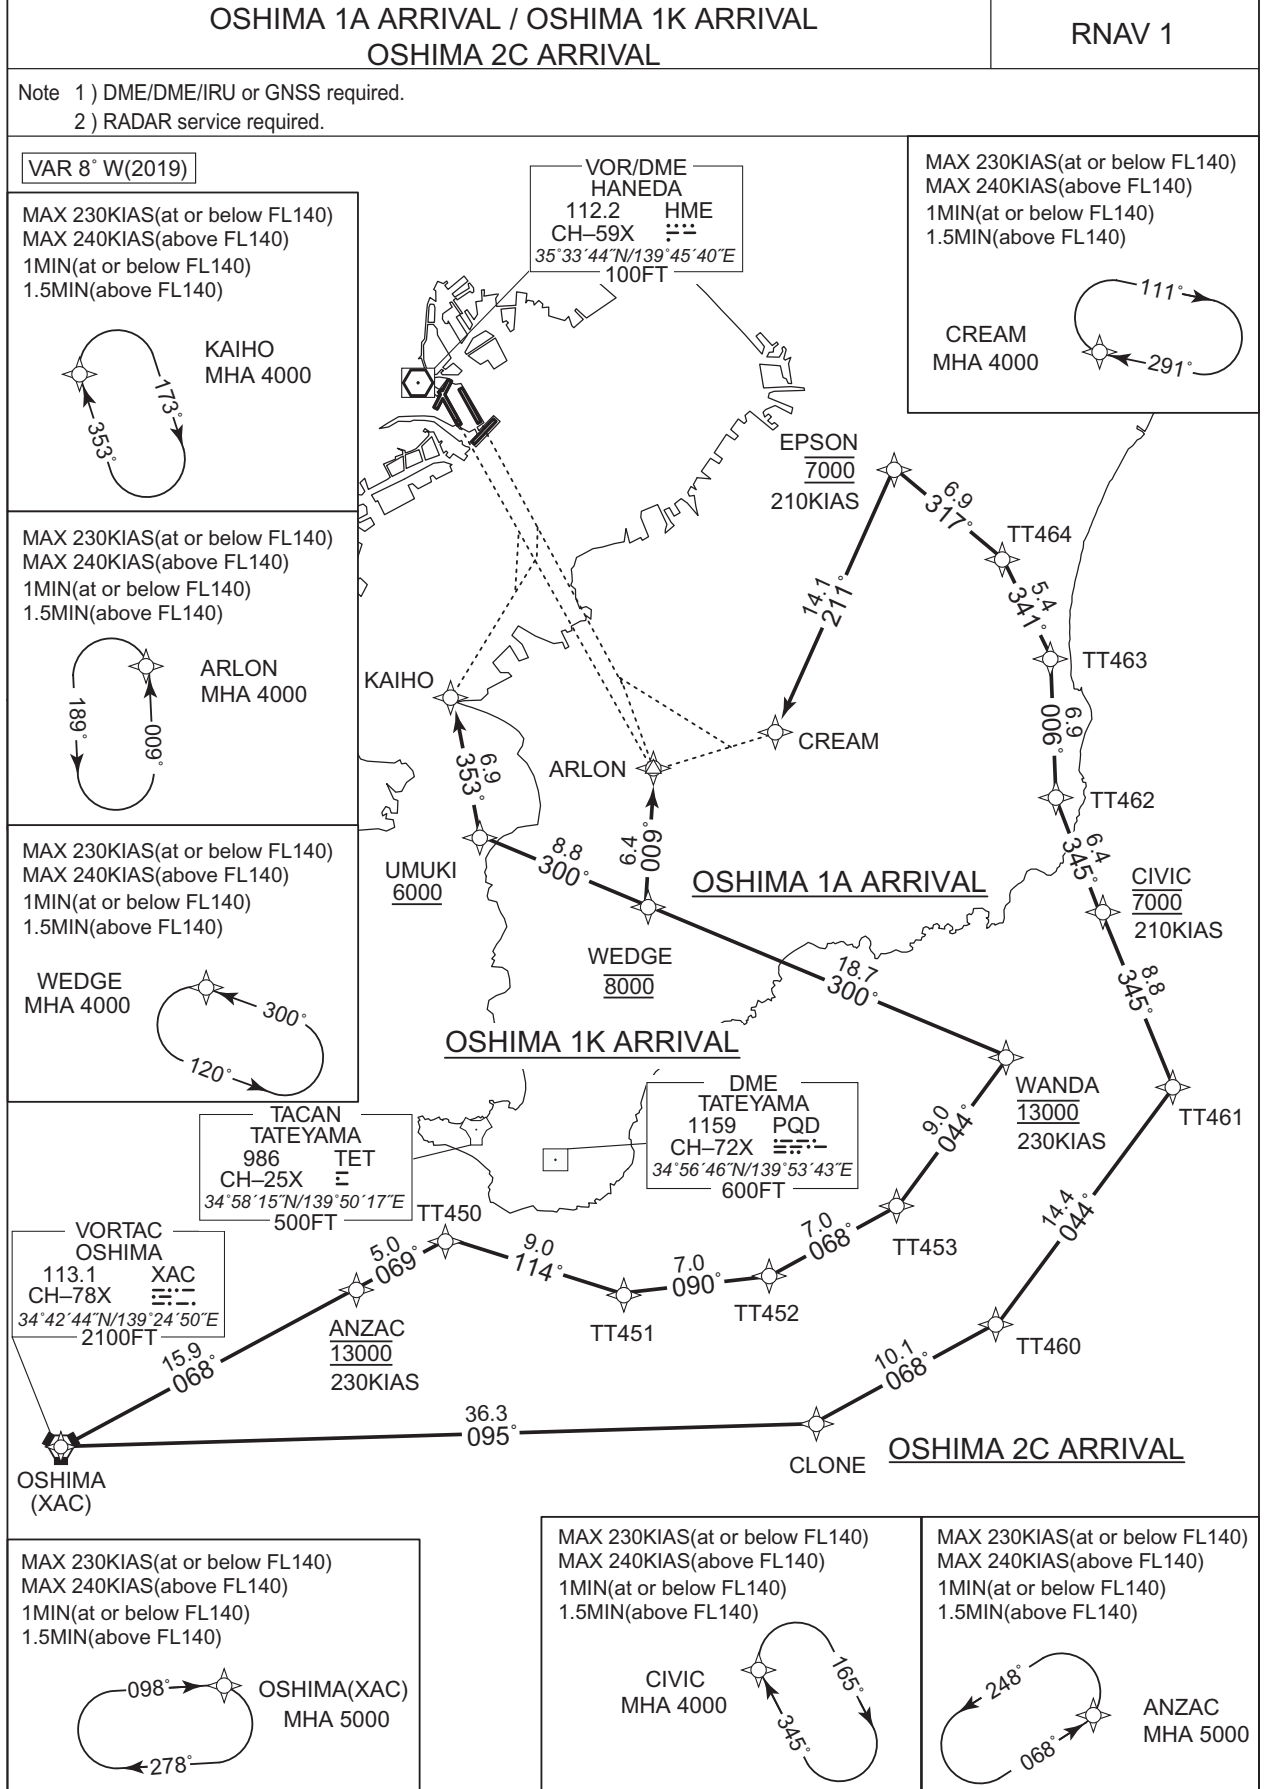 OSHIMA 1A ARRIVAL / OSHIMA 1K ARRIVAL
OSHIMA 2C ARRIVAL
RNAV 1
Note 1 ) DME/DME/IRU or GNSS required.
2 ) RADAR service required.
VAR 8° W(2019)
MAX 230KIAS(at or below FL140)
MAX 240KIAS(above FL140)
1MIN(at or below FL140)
1.5MIN(above FL140)
KAIHO
MHA 4000
173°
353°
MAX 230KIAS(at or below FL140)
MAX 240KIAS(above FL140)
1MIN(at or below FL140)
1.5MIN(above FL140)
ARLON
MHA 4000
189°
009°
MAX 230KIAS(at or below FL140)
MAX 240KIAS(above FL140)
1MIN(at or below FL140)
1.5MIN(above FL140)
WEDGE
MHA 4000
300°
120°
VOR/DME
HANEDA
112.2 HME
CH–59X
35°33´44˝N/139°45´40˝E
100FT
MAX 230KIAS(at or below FL140)
MAX 240KIAS(above FL140)
1MIN(at or below FL140)
1.5MIN(above FL140)
CREAM
MHA 4000
111°
291°
EPSON
7000
210KIAS
6.9
317°
TT464
5.4
341°
TT463
6.9
006°
TT462
6.4
345°
CIVIC
7000
210KIAS
8.8
345°
TT461
14.1
211°
CREAM
KAIHO
ARLON
6.9
353°
UMUKI
6000
8.8
300°
6.4
009°
OSHIMA 1A ARRIVAL
WEDGE
8000
18.7
300°
OSHIMA 1K ARRIVAL
WANDA
13000
230KIAS
9.0
044°
14.4
044°
DME
TATEYAMA
1159 PQD
CH–72X
34°56´46˝N/139°53´43˝E
600FT
TACAN
TATEYAMA
986 TET
CH–25X
34°58´15˝N/139°50´17˝E
500FT
VORTAC
OSHIMA
113.1 XAC
CH–78X
34°42´44˝N/139°24´50˝E
2100FT
TT450
5.0
069°
9.0
114°
TT451
7.0
090°
TT452
7.0
068°
TT453
ANZAC
13000
230KIAS
15.9
068°
TT460
10.1
068°
36.3
095°
CLONE
OSHIMA 2C ARRIVAL
OSHIMA
(XAC)
MAX 230KIAS(at or below FL140)
MAX 240KIAS(above FL140)
1MIN(at or below FL140)
1.5MIN(above FL140)
098°
278°
OSHIMA(XAC)
MHA 5000
MAX 230KIAS(at or below FL140)
MAX 240KIAS(above FL140)
1MIN(at or below FL140)
1.5MIN(above FL140)
CIVIC
MHA 4000
165°
345°
MAX 230KIAS(at or below FL140)
MAX 240KIAS(above FL140)
1MIN(at or below FL140)
1.5MIN(above FL140)
248°
068°
ANZAC
MHA 5000